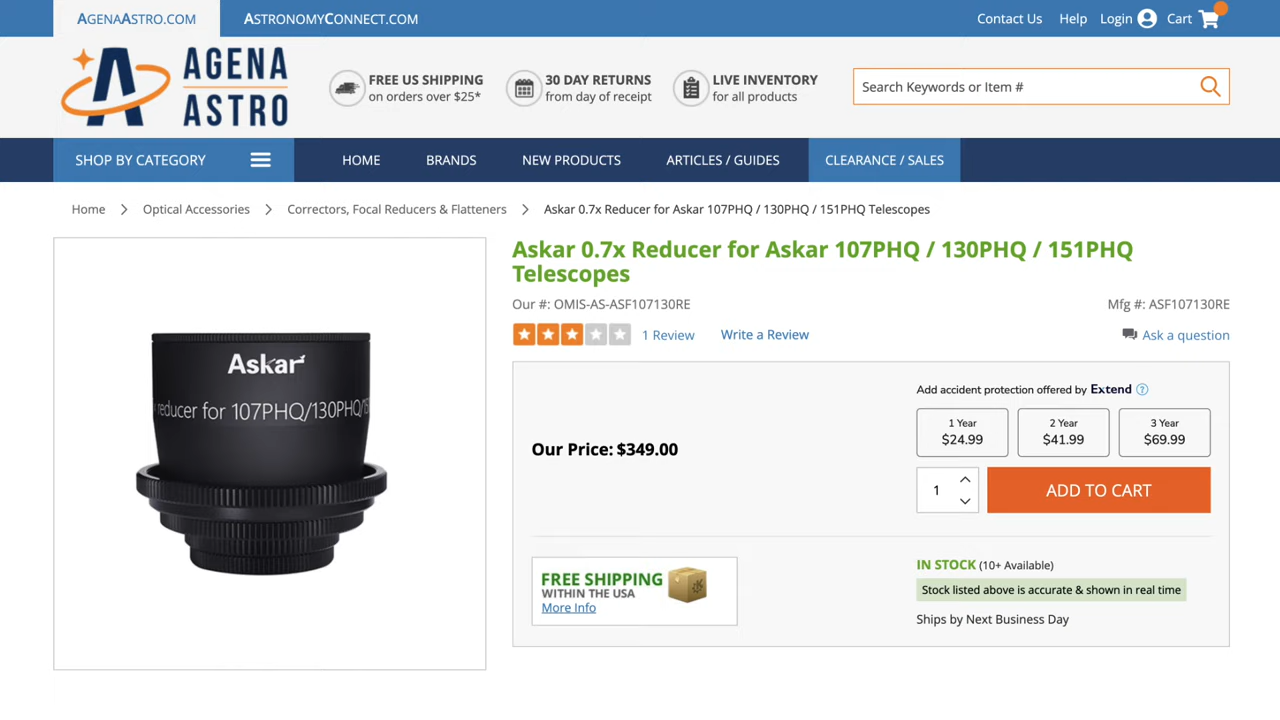 AGENAASTRO.COM
ASTRONOMYCONNECT.COM
Contact Us
Help
Login
Cart
AGENA
ASTRO
FREE US SHIPPING
on orders over $25*
30 DAY RETURNS
from day of receipt
LIVE INVENTORY
for all products
Search Keywords or Item #
SHOP BY CATEGORY
HOME
BRANDS
NEW PRODUCTS
ARTICLES / GUIDES
CLEARANCE / SALES
Home
Optical Accessories
Correctors, Focal Reducers & Flatteners
Askar 0.7x Reducer for Askar 107PHQ / 130PHQ / 151PHQ Telescopes
Askar
reducer for 107PHQ/130PHQ/
Askar 0.7x Reducer for Askar 107PHQ / 130PHQ / 151PHQ
Telescopes
Our #: OMIS-AS-ASF107130RE
Mfg #: ASF107130RE
1 Review
Write a Review
Ask a question
Our Price: $349.00
Add accident protection offered by Extend ?
1 Year
$24.99
2 Year
$41.99
3 Year
$69.99
1
ADD TO CART
FREE SHIPPING
WITHIN THE USA
More Info
IN STOCK (10+ Available)
Stock listed above is accurate & shown in real time
Ships by Next Business Day